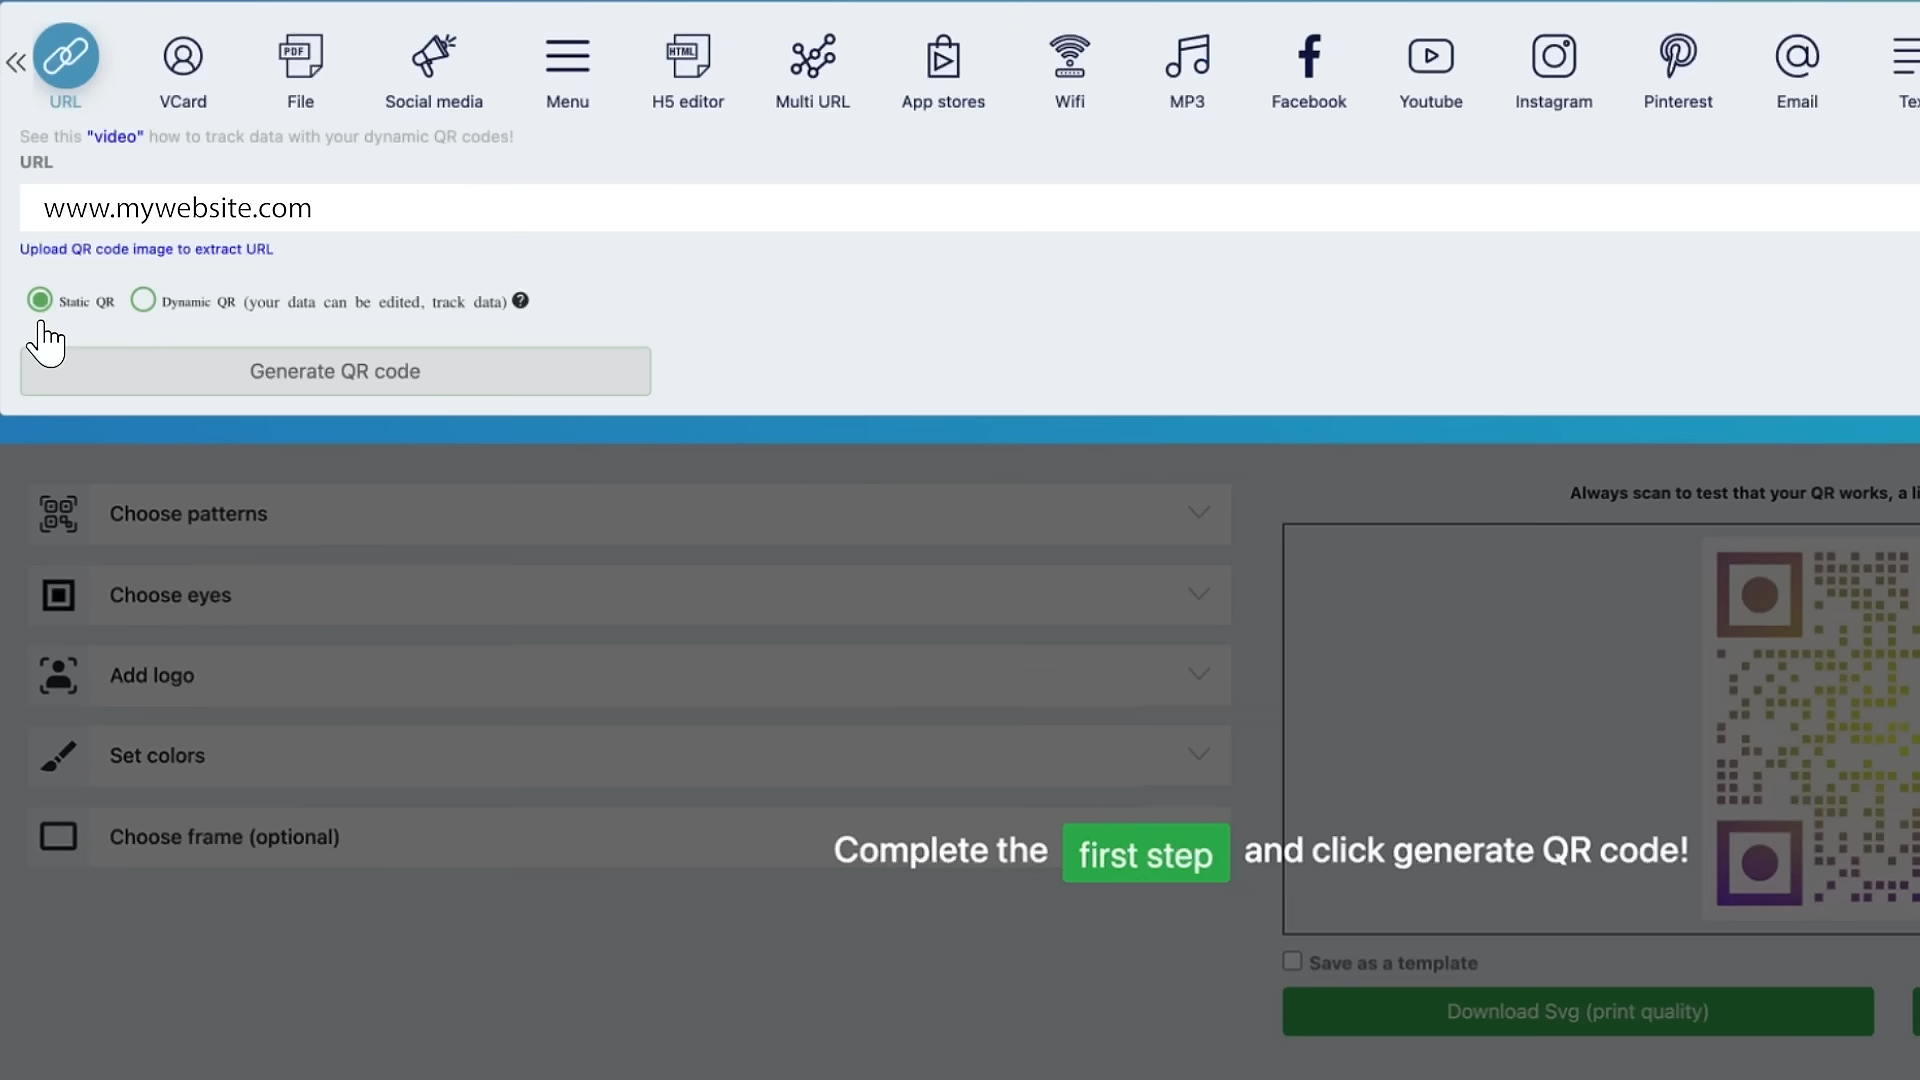 URL
VCard
PDF
File
Social media
Menu
HTML
H5 editor
Multi URL
App stores
Wifi
MP3
Facebook
Youtube
Instagram
Pinterest
Email
See this "video" how to track data with your dynamic QR codes!
URL
www.mywebsite.com
Upload QR code image to extract URL
Static QR Dynamic QR (your data can be edited, track data) ?
Generate QR code
Choose patterns
Always scan to test that your QR works, a
Choose eyes
Add logo
Set colors
Choose frame (optional)
Complete the first step and click generate QR code!
Save as a template
Download Svg (print quality)